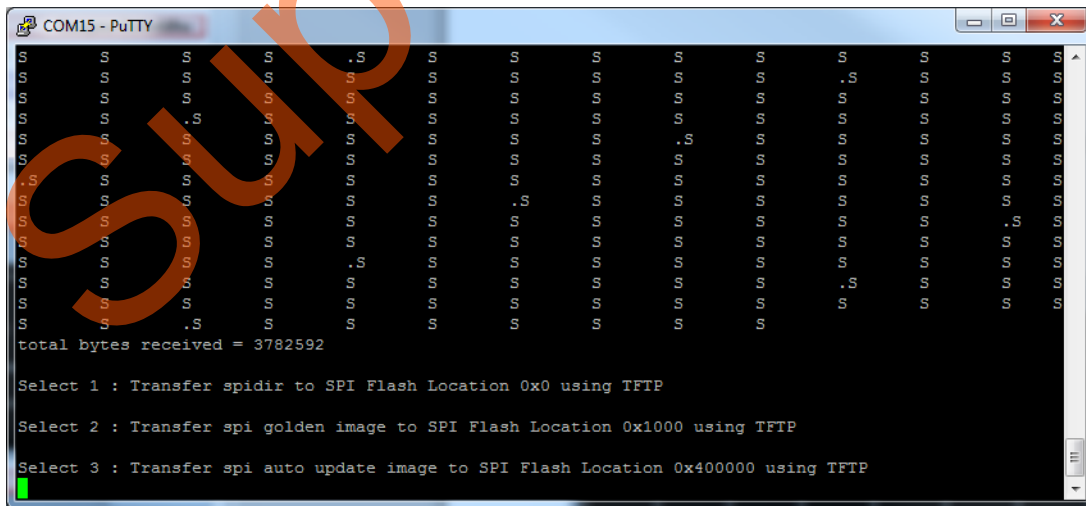 COM15 - PuTTY
S S S S .S S S S S S S S S S
S S S S S S S S S S .S S S S
S S S S S S S S S S S S S S
S S .S S S S S S S S S S S S
S S S S S S S S .S S S S S S
S S S S S S S S S S S S S S
.S S S S S S S S S S S S S S
S S S S S S .S S S S S S S S
S S S S S S S S S S S S .S S
S S S S S S S S S S S S S S
S S S S .S S S S S S S S S S
S S S S S S S S S S .S S S S
S S S S S S S S S S S S S S
S S .S S S S S S S S
total bytes received = 3782592
Select 1 : Transfer spidir to SPI Flash Location 0x0 using TFTP
Select 2 : Transfer spi golden image to SPI Flash Location 0x1000 using TFTP
Select 3 : Transfer spi auto update image to SPI Flash Location 0x400000 using TFTP
Sup